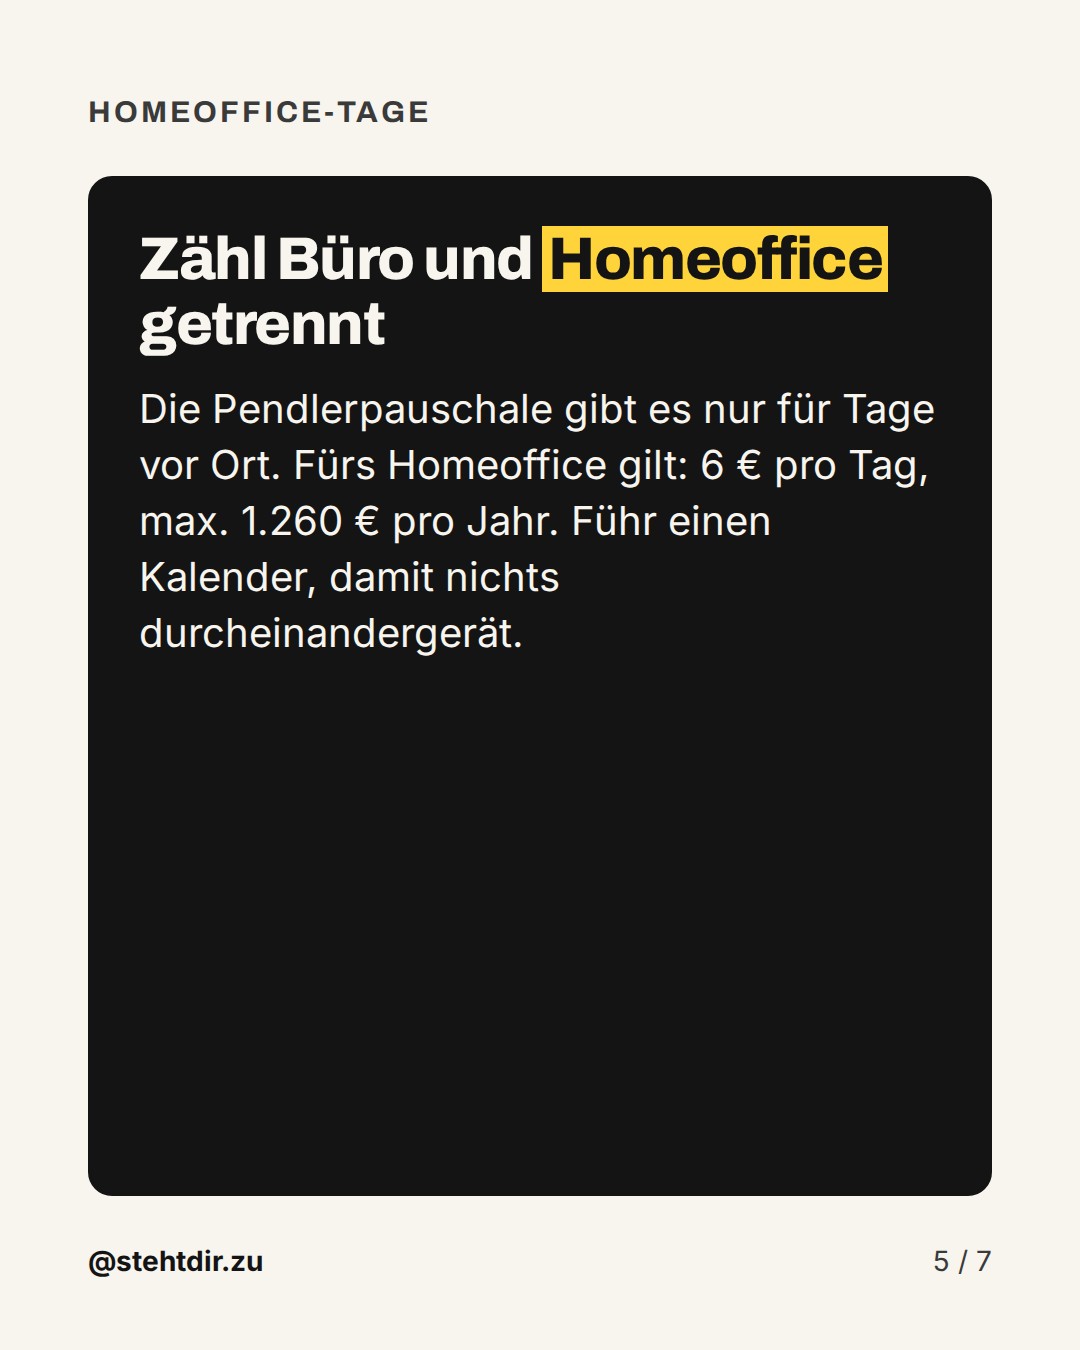 HOMEOFFICE-TAGE
Zähl Büro und Homeoffice
getrennt
Die Pendlerpauschale gibt es nur für Tage
vor Ort. Fürs Homeoffice gilt: 6 € pro Tag,
max. 1.260 € pro Jahr. Führ einen
Kalender, damit nichts
durcheinandergerät.
@stehtdir.zu
5 / 7